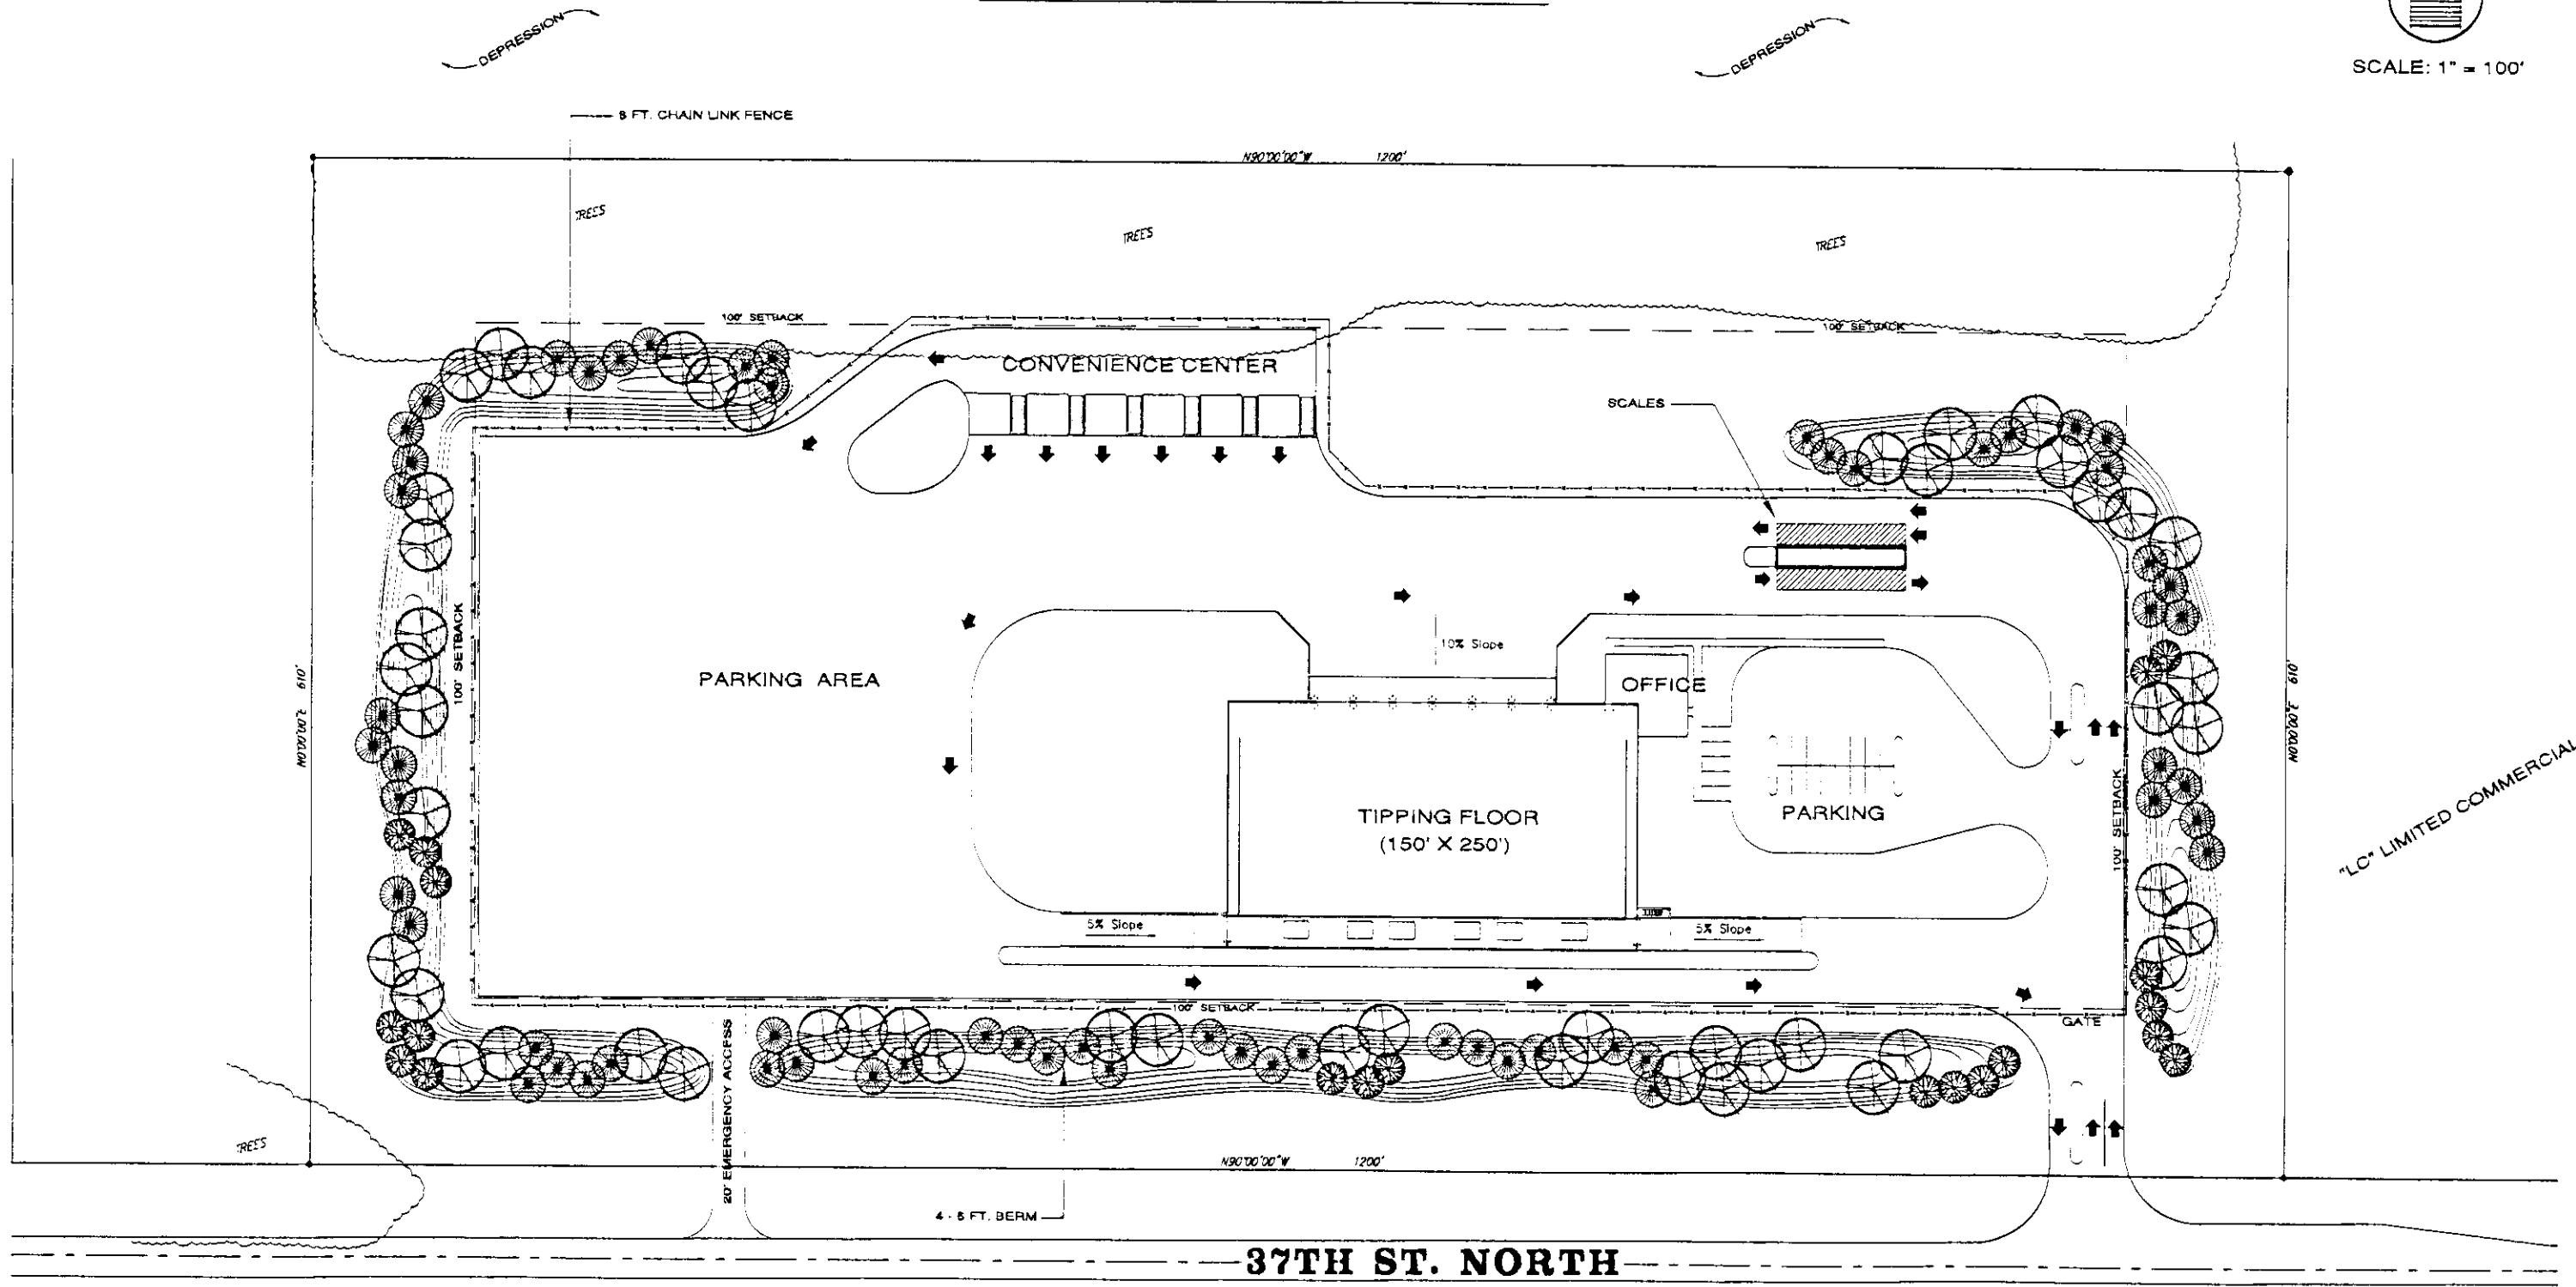 DEPRESSION
DEPRESSION
SCALE: 1" = 100'
8 FT. CHAIN LINK FENCE
N90°00'00"W 1200'
TREES
TREES
TREES
100' SETBACK
100' SETBACK
CONVENIENCE CENTER
SCALES
10% Slope
100' SETBACK
N00°00'00"E 610'
PARKING AREA
OFFICE
N00°00'00"E 610'
"LC" LIMITED COMMERCIAL
TIPPING FLOOR
(150' X 250')
PARKING
100' SETBACK
5% Slope
5% Slope
100' SETBACK
GATE
20' EMERGENCY ACCESS
TREES
N90°00'00"W 1200'
4 - 6 FT. BERM
37TH ST. NORTH